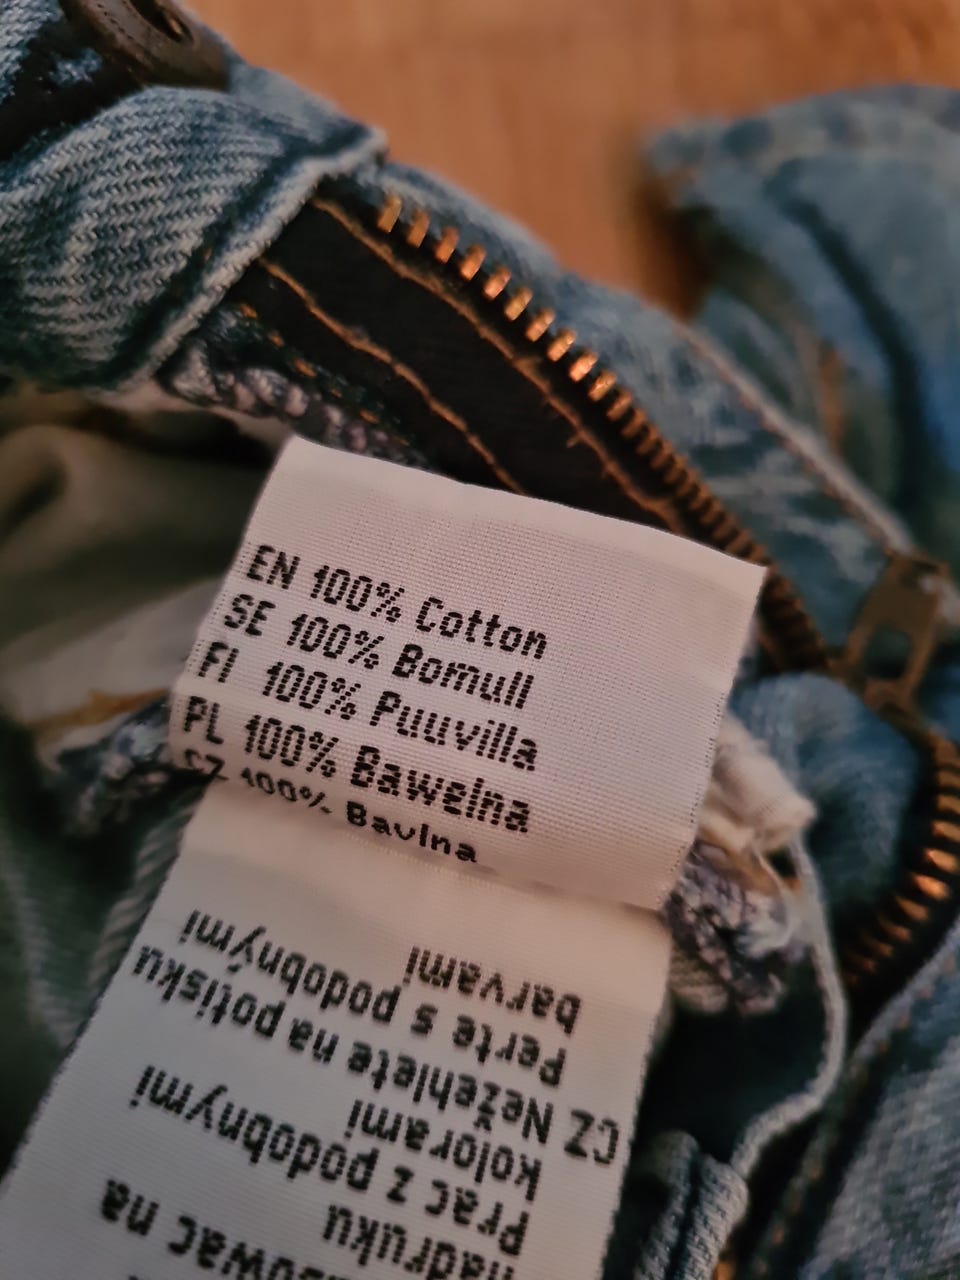 EN 100% Cotton
SE 100% Bomull
FI 100% Puuvilla
PL 100% Bawełna
CZ 100% Bavlna
nadruku
Prac z podobnymi
kolorami
CZ Nežehlete na potisku
Perte s podobnými
barvami